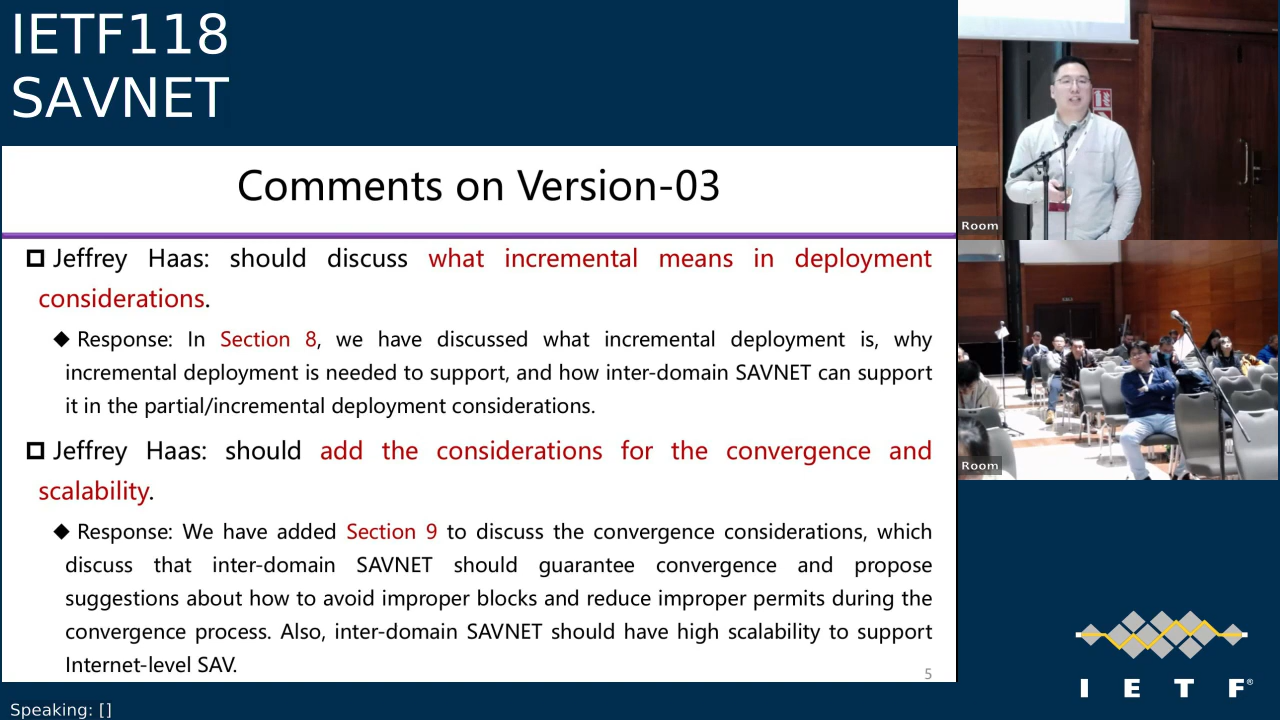 IETF118
SAVNET
Comments on Version-03
Jeffrey Haas: should discuss what incremental means in deployment
considerations.
Response: In Section 8, we have discussed what incremental deployment is, why
incremental deployment is needed to support, and how inter-domain SAVNET can support
it in the partial/incremental deployment considerations.
Jeffrey Haas: should add the considerations for the convergence and
scalability.
Response: We have added Section 9 to discuss the convergence considerations, which
discuss that inter-domain SAVNET should guarantee convergence and propose
suggestions about how to avoid improper blocks and reduce improper permits during the
convergence process. Also, inter-domain SAVNET should have high scalability to support
Internet-level SAV.
5
Room
Room
I E T F®
Speaking: []